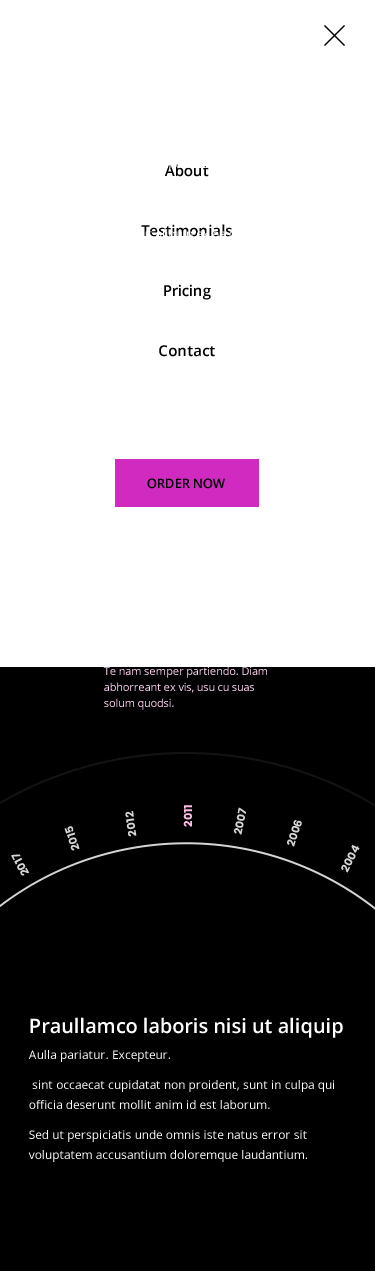 About
Testimonials
Pricing
Contact
ORDER NOW
Te nam semper partiendo. Diam
abhorreant ex vis, usu cu suas
solum quodsi.
2017
2015
2012
2011
2007
2006
2004
Praullamco laboris nisi ut aliquip
Aulla pariatur. Excepteur.
sint occaecat cupidatat non proident, sunt in culpa qui
officia deserunt mollit anim id est laborum.
Sed ut perspiciatis unde omnis iste natus error sit
voluptatem accusantium doloremque laudantium.